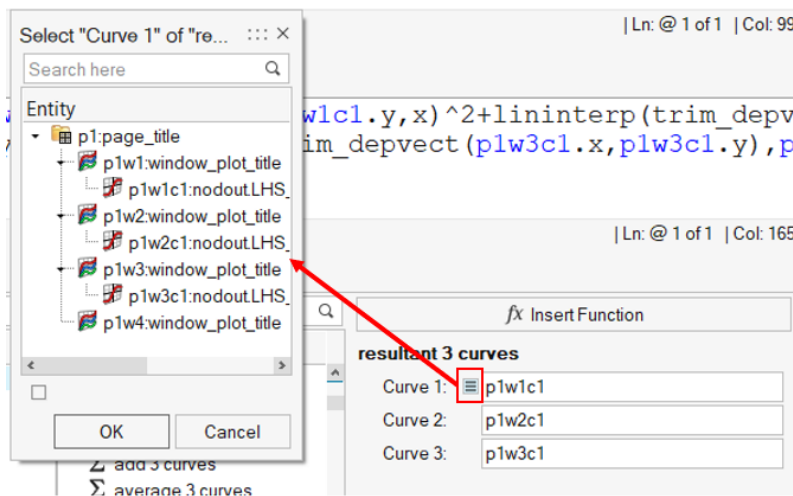 Select "Curve 1" of "re...
Search here
Entity
p1:page_title
p1w1:window_plot_title
p1w1c1:nodout.LHS_
p1w2:window_plot_title
p1w2c1:nodout.LHS_
p1w3:window_plot_title
p1w3c1:nodout.LHS_
p1w4:window_plot_title
OK Cancel
Σ add 3 curves
Σ average 3 curves
| Ln: @ 1 of 1 | Col: 99
w1c1.y,x)^2+lininterp(trim_depv
im_depvect(p1w3c1.x,p1w3c1.y),p
| Ln: @ 1 of 1 | Col: 165
fx Insert Function
resultant 3 curves
Curve 1: p1w1c1
Curve 2: p1w2c1
Curve 3: p1w3c1